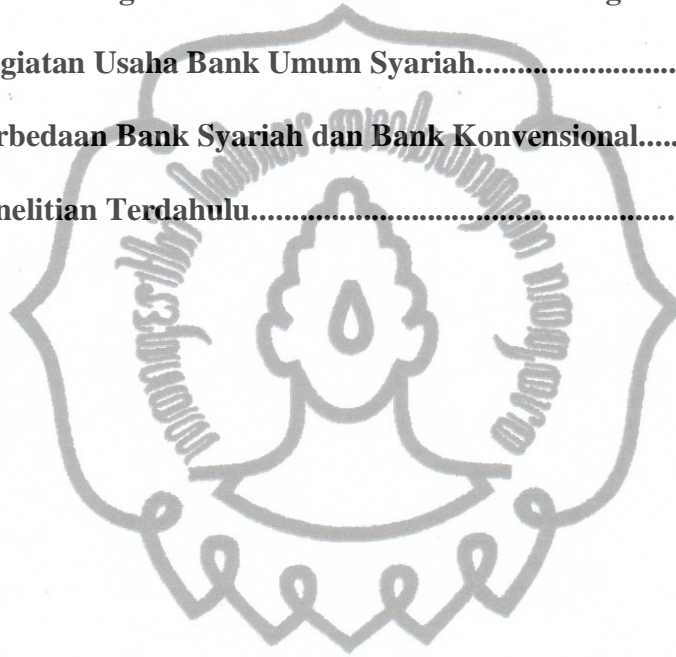 giatan Usaha Bank Umum Syariah........................
rbedaan Bank Syariah dan Bank Konvensional.....
nelitian Terdahulu...................................................